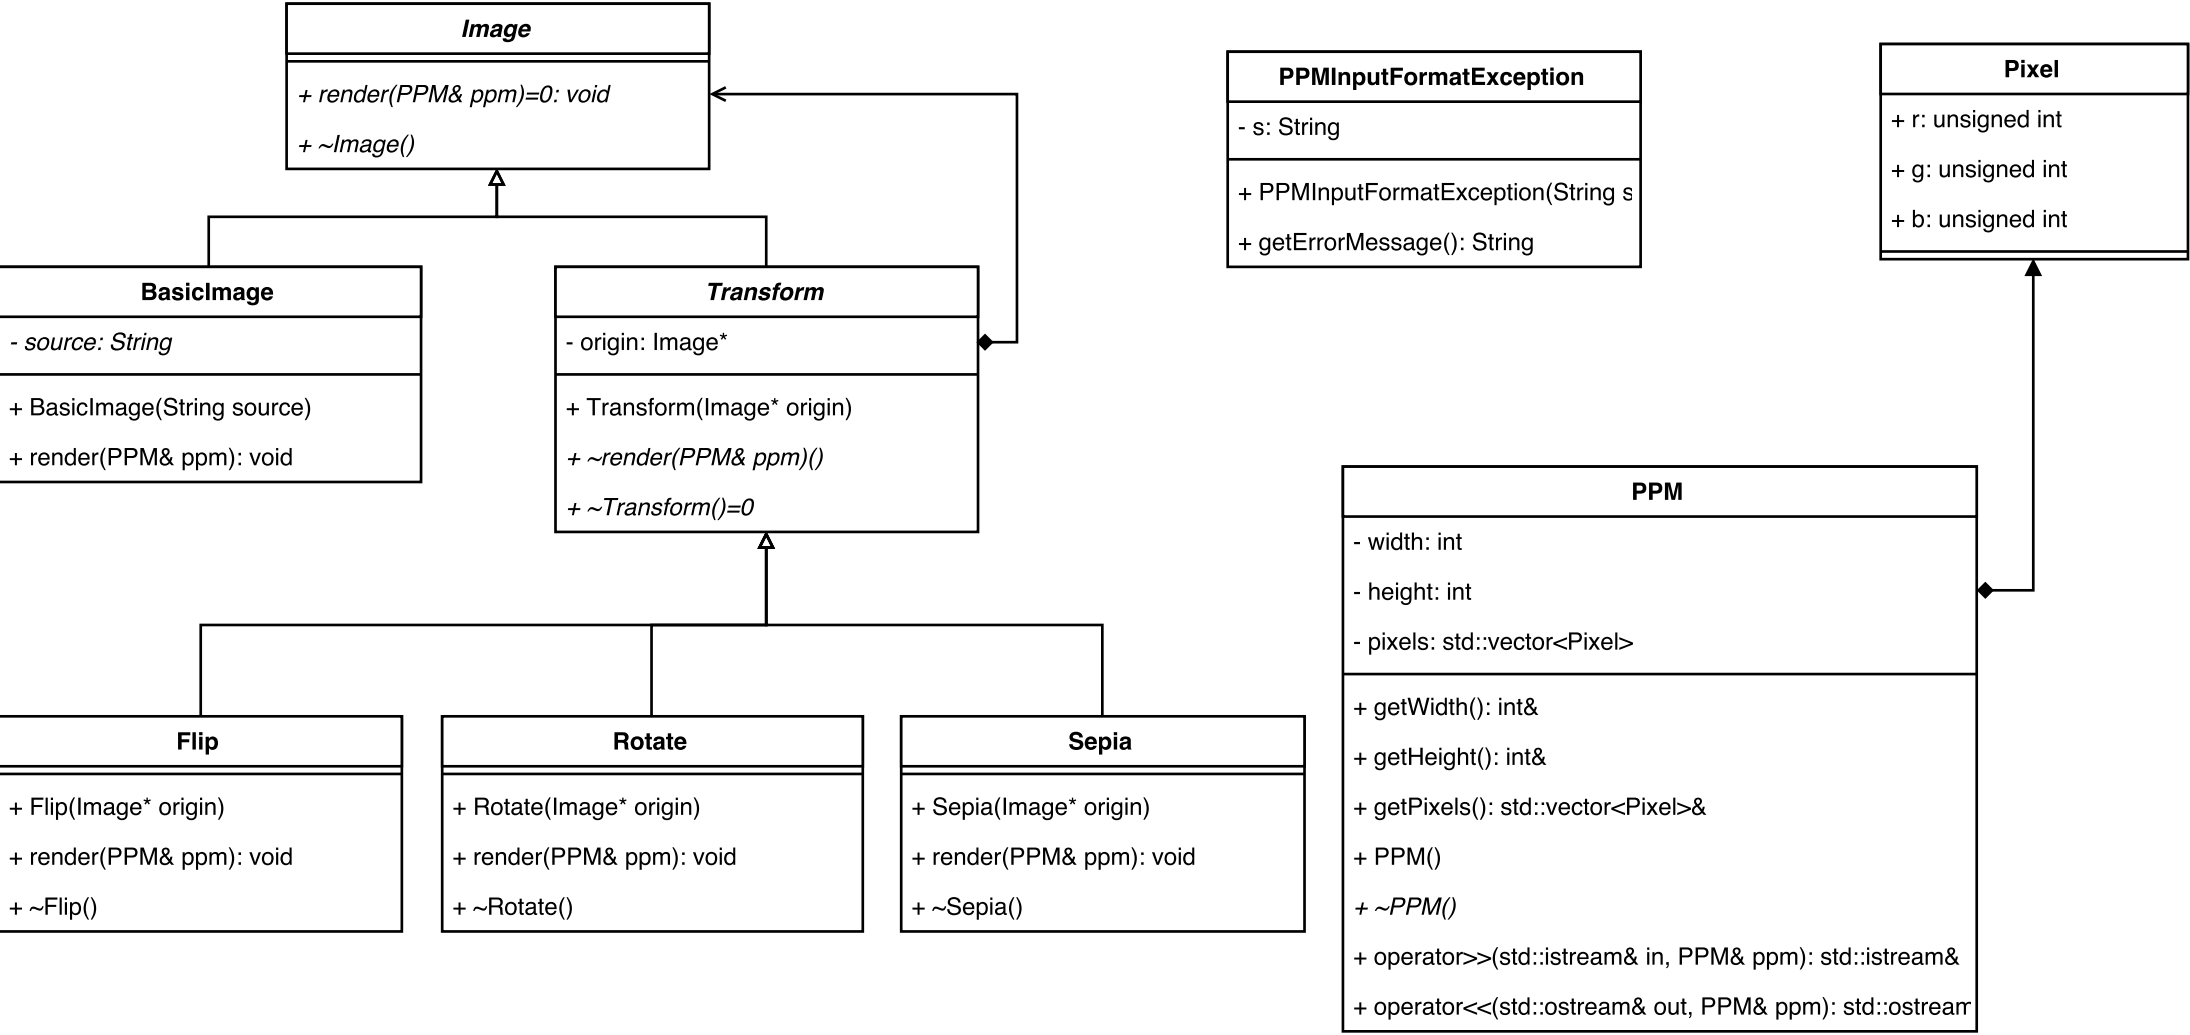 Image
+ render(PPM& ppm)=0: void
+ ~Image()
PPMInputFormatException
- s: String
+ PPMInputFormatException(String s
+ getErrorMessage(): String
Pixel
+ r: unsigned int
+ g: unsigned int
+ b: unsigned int
BasicImage
- source: String
+ BasicImage(String source)
+ render(PPM& ppm): void
Transform
- origin: Image*
+ Transform(Image* origin)
+ ~render(PPM& ppm)()
+ ~Transform()=0
PPM
- width: int
- height: int
- pixels: std::vector<Pixel>
+ getWidth(): int&
+ getHeight(): int&
+ getPixels(): std::vector<Pixel>&
+ PPM()
+ ~PPM()
+ operator>>(std::istream& in, PPM& ppm): std::istream&
+ operator<<(std::ostream& out, PPM& ppm): std::ostream
Flip
+ Flip(Image* origin)
+ render(PPM& ppm): void
+ ~Flip()
Rotate
+ Rotate(Image* origin)
+ render(PPM& ppm): void
+ ~Rotate()
Sepia
+ Sepia(Image* origin)
+ render(PPM& ppm): void
+ ~Sepia()